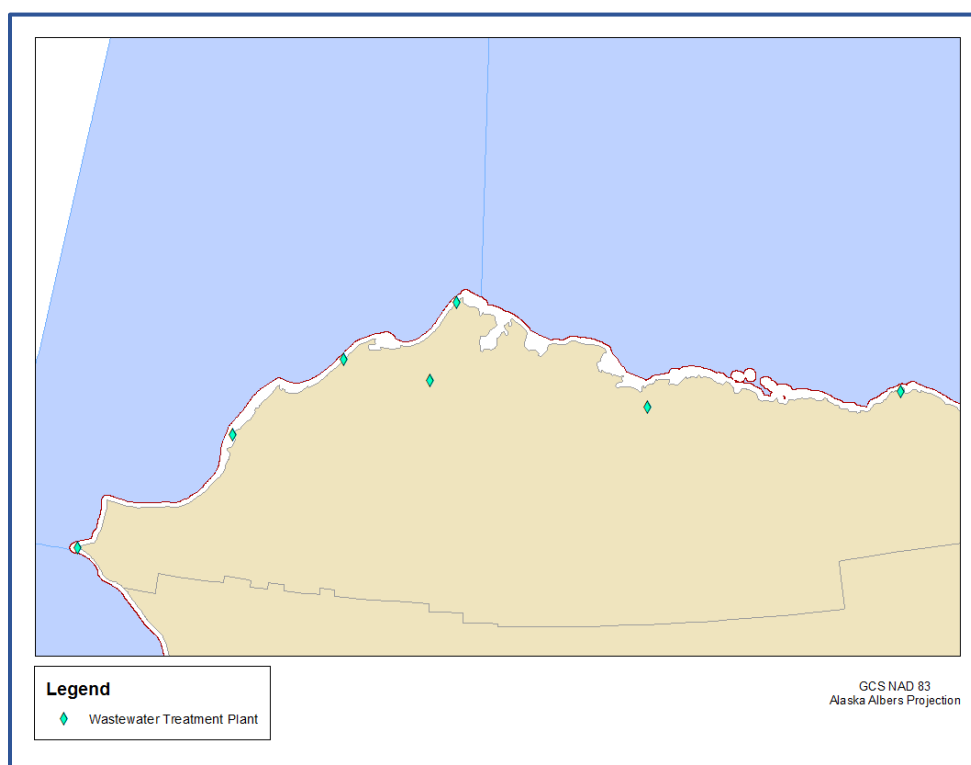 Legend
Wastewater Treatment Plant
GCS NAD 83
Alaska Albers Projection